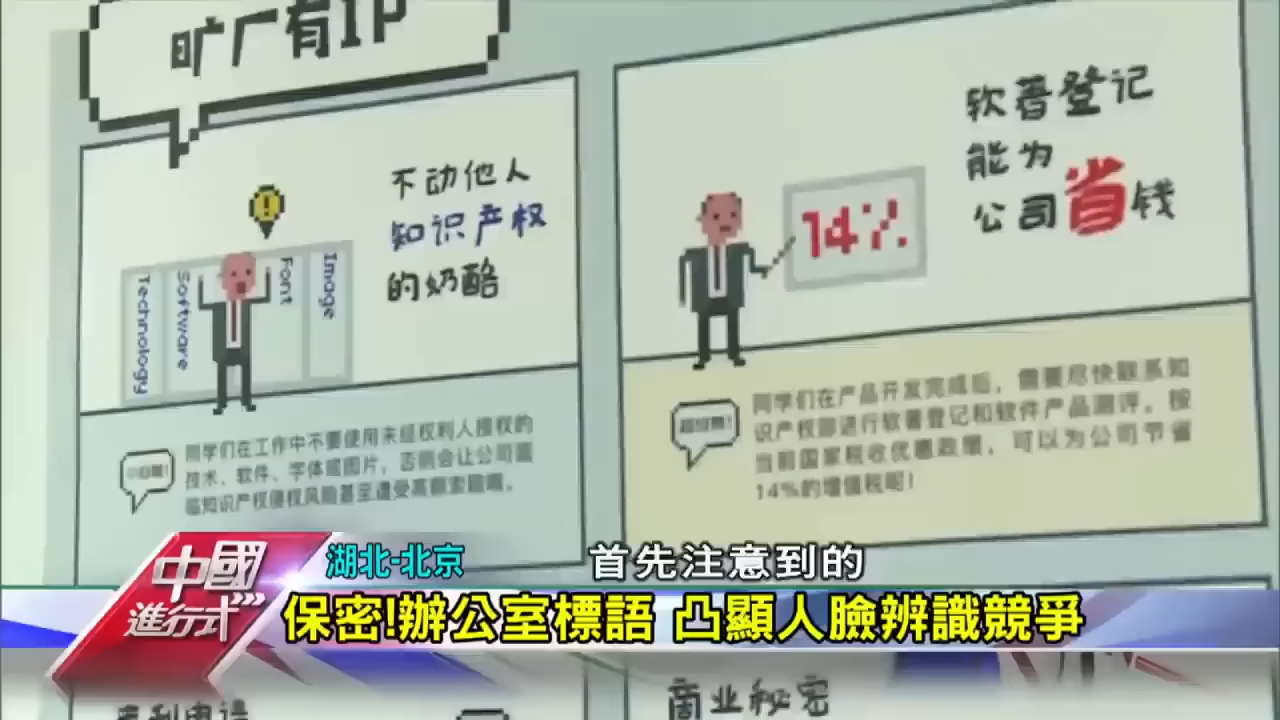 旷厂有IP
不动他人
知识产权
的奶酪
Technology
Software
Font
Image
同学们在工作中不要使用未经权利人授权的
技术、软件、字体或图片，否则会让公司面
临知识产权侵权风险甚至遭受高额索赔哦。
软著登记
能为
公司省钱
14%
同学们在产品开发完成后，需要尽快联系知
识产权部进行软著登记和软件产品测评。按
当前国家税收优惠政策，可以为公司节省
14%的增值税呢！
中國進行式
湖北-北京
首先注意到的
保密!辦公室標語 凸顯人臉辨識競爭
商业秘密